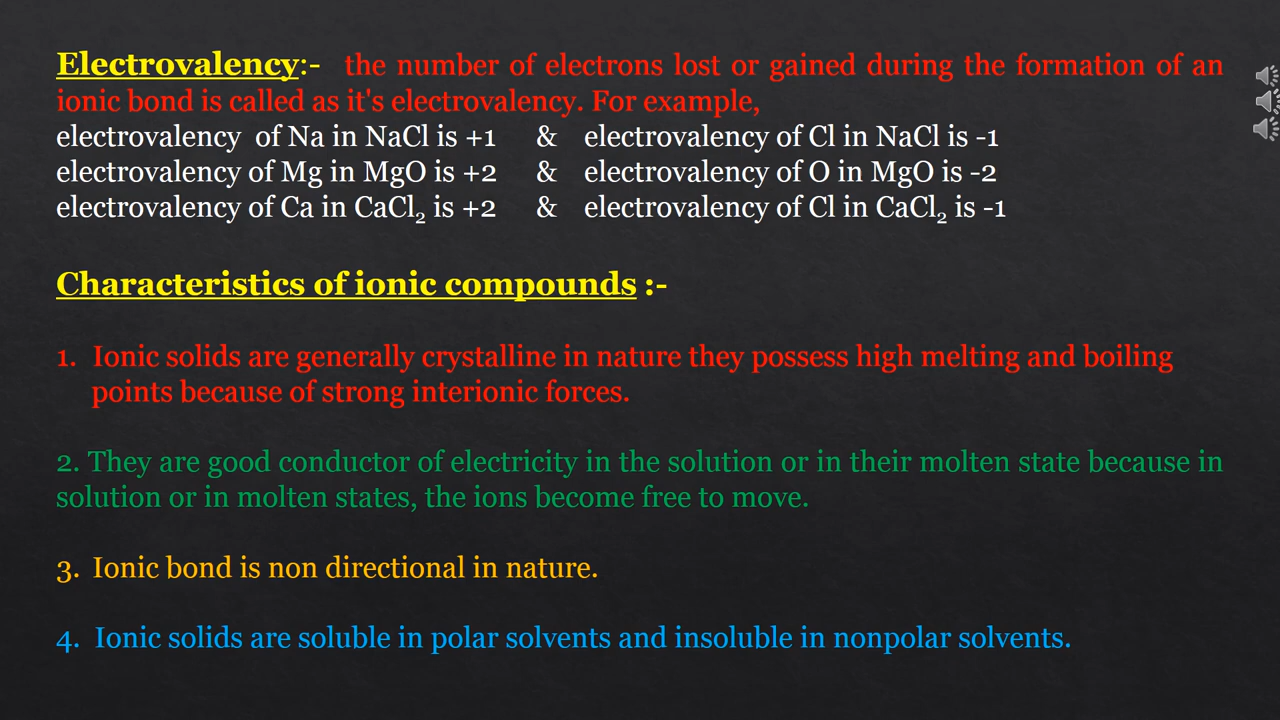 Electrovalency:- the number of electrons lost or gained during the formation of an
ionic bond is called as it's electrovalency. For example,
electrovalency of Na in NaCl is +1 & electrovalency of Cl in NaCl is -1
electrovalency of Mg in MgO is +2 & electrovalency of O in MgO is -2
electrovalency of Ca in CaCl₂ is +2 & electrovalency of Cl in CaCl₂ is -1
Characteristics of ionic compounds :-
1. Ionic solids are generally crystalline in nature they possess high melting and boiling
points because of strong interionic forces.
2. They are good conductor of electricity in the solution or in their molten state because in
solution or in molten states, the ions become free to move.
3. Ionic bond is non directional in nature.
4. Ionic solids are soluble in polar solvents and insoluble in nonpolar solvents.